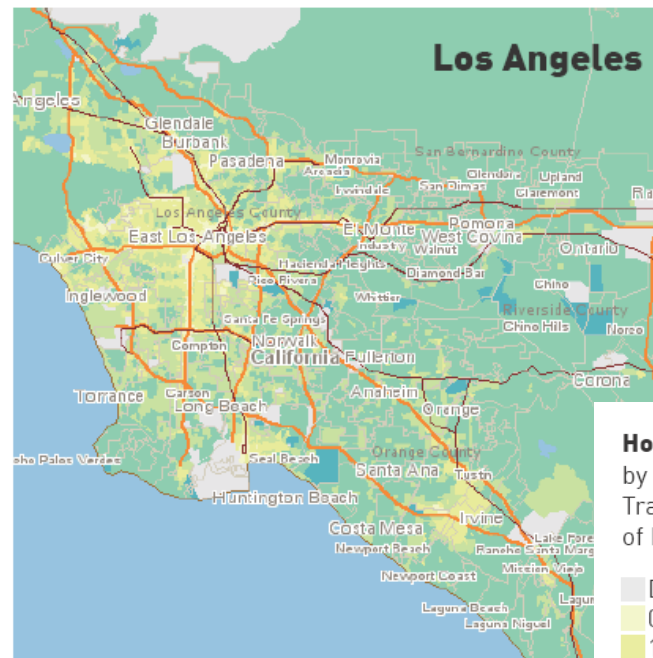 Los Angeles
Angeles
Glendale
Burbank
San Bernardino County
Pasadena
Monrovia
Arcadia
Glendora
Upland
Irwindale
San Dimas
Claremont
Los Angeles County
El Monte
Pomona
East Los Angeles
Industry
Walnut
West Covina
Ontario
Culver City
Hacienda Heights
Diamond Bar
Pico Rivera
Chino
Inglewood
Whittier
Riverside County
Santa Fe Springs
Chino Hills
Norco
Compton
Norwalk
California
Fullerton
Corona
Torrance
Carson
Anaheim
Long Beach
Orange
Orange County
ho Palos Verdes
Seal Beach
Santa Ana
Tustin
Huntington Beach
Irvine
Costa Mesa
Lake Fore
Newport Beach
Rancho Santa Marg
Mission Viejo
Newport Coast
Lagun
Laguna Beach
Laguna Niguel
Ho
by
Tra
of